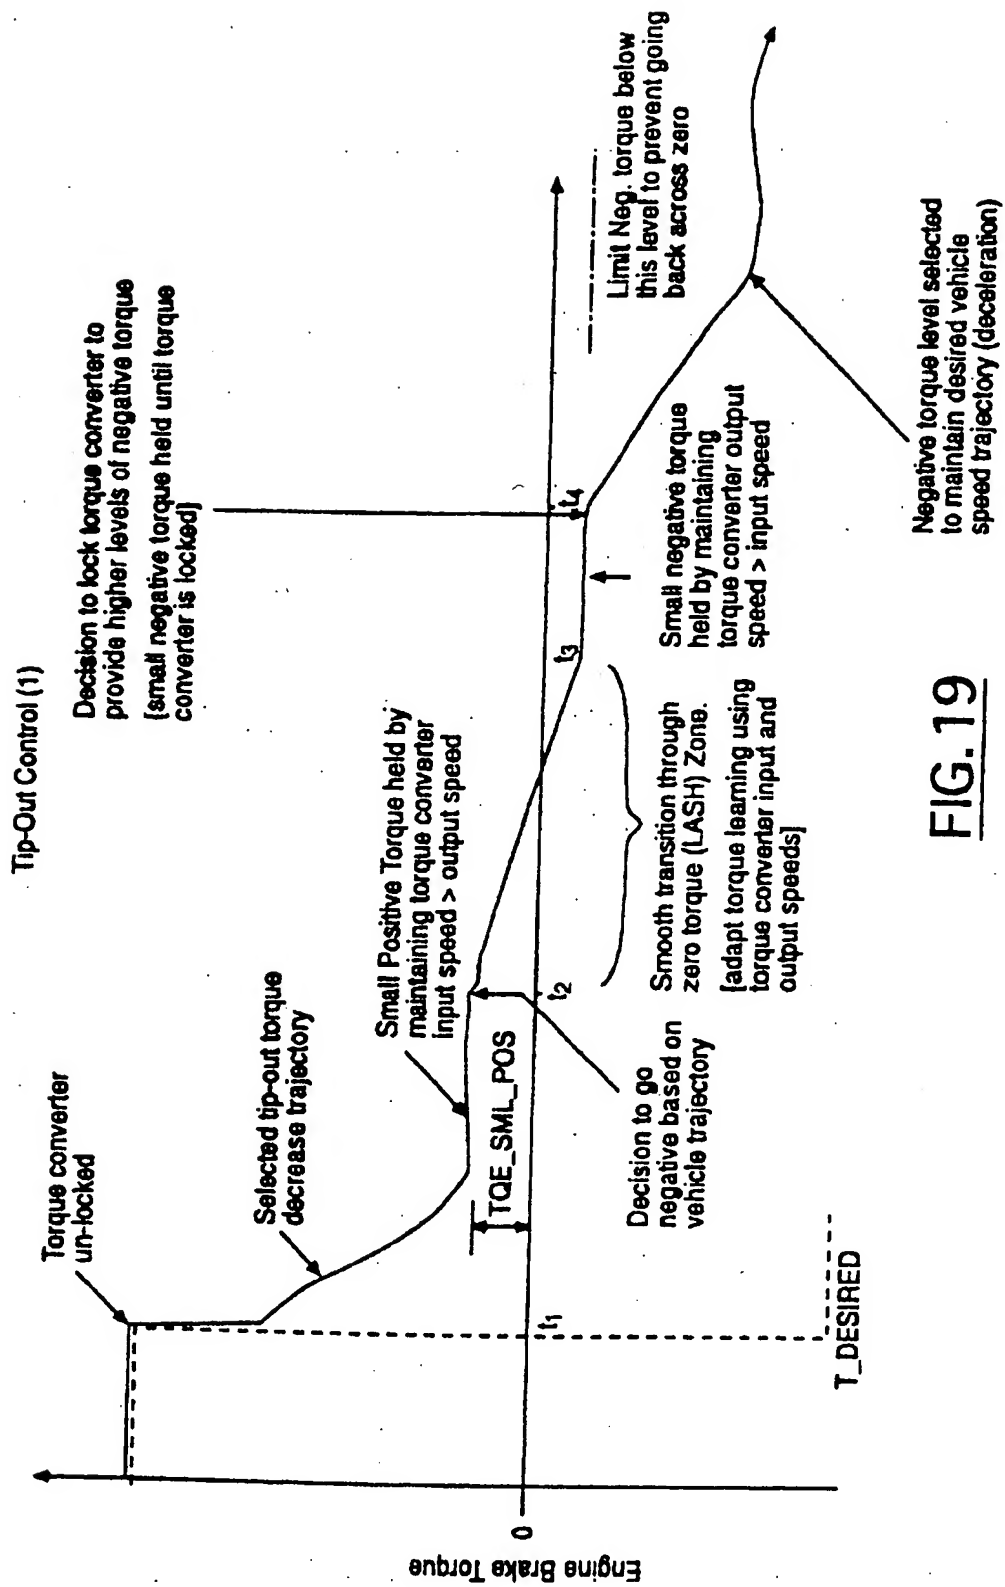 Tip-Out Control (1)
Torque converter
un-locked
Selected tip-out torque
decrease trajectory
Small Positive Torque held by
maintaining torque converter
input speed > output speed
Decision to lock torque converter to
provide higher levels of negative torque
[small negative torque held until torque
converter is locked]
Engine Brake Torque
0
TQE_SML_POS
t1
t2
t3
t4
T_DESIRED
Decision to go
negative based on
vehicle trajectory
Smooth transition through
zero torque (LASH) Zone.
[adapt torque learning using
torque converter input and
output speeds]
Small negative torque
held by maintaining
torque converter output
speed > input speed
Limit Neg. torque below
this level to prevent going
back across zero
Negative torque level selected
to maintain desired vehicle
speed trajectory (deceleration)
FIG. 19